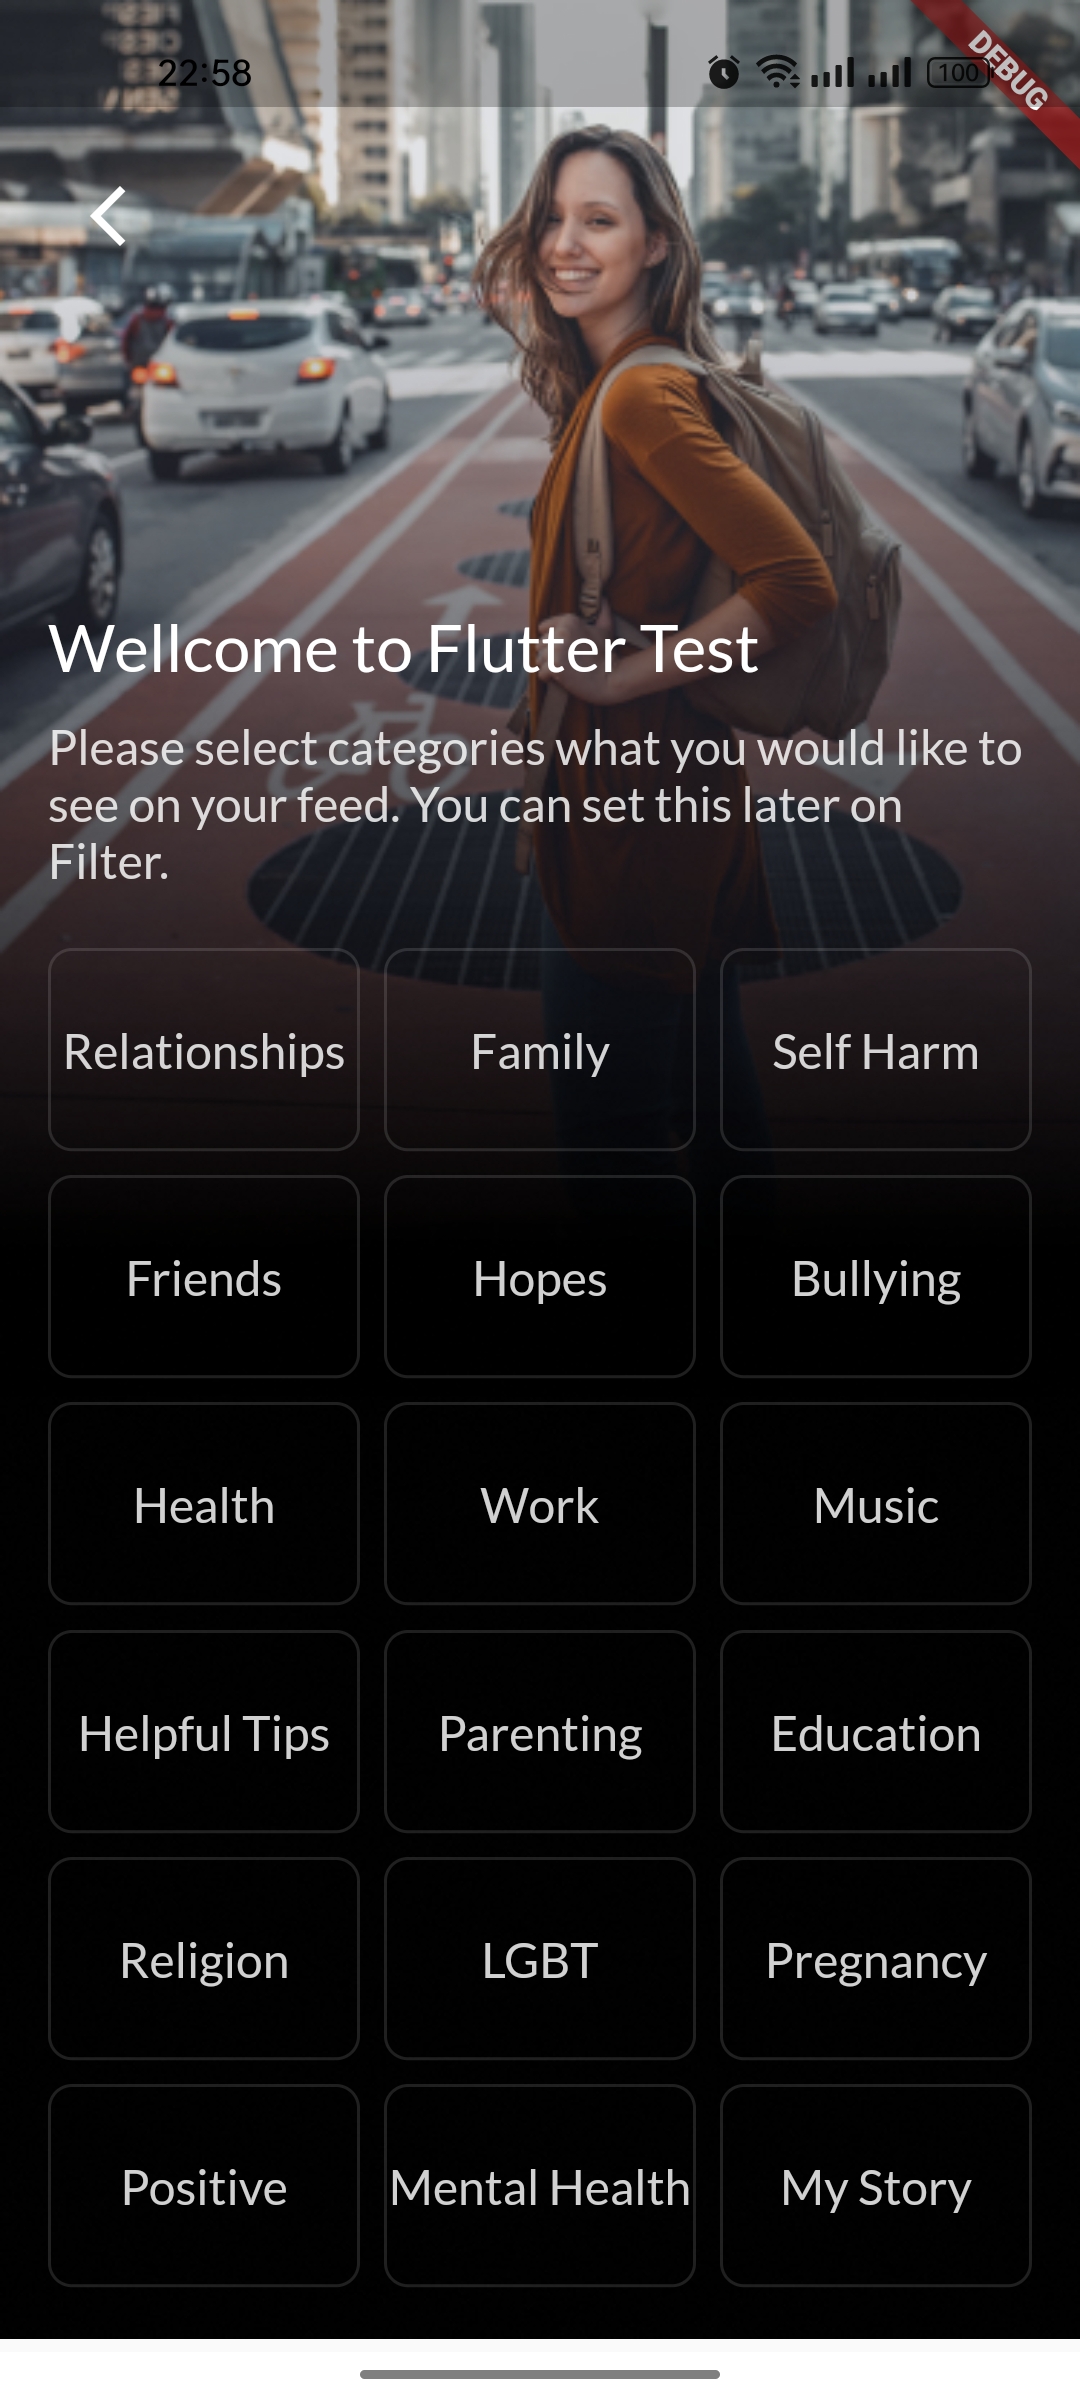 22:58
100
DEBUG
Wellcome to Flutter Test
Please select categories what you would like to
see on your feed. You can set this later on
Filter.
Relationships
Family
Self Harm
Friends
Hopes
Bullying
Health
Work
Music
Helpful Tips
Parenting
Education
Religion
LGBT
Pregnancy
Positive
Mental Health
My Story